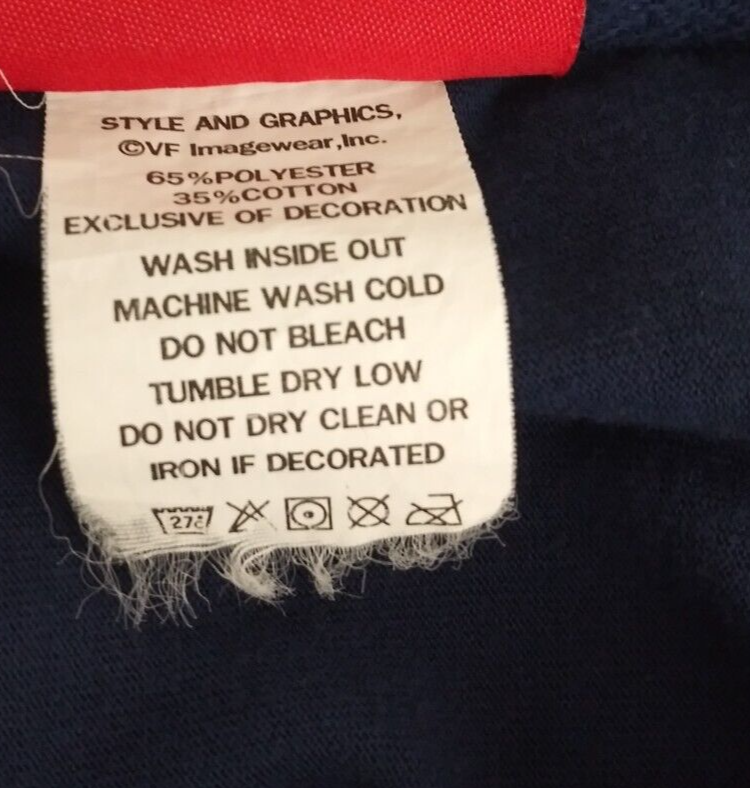 STYLE AND GRAPHICS,
©VF Imagewear,Inc.
65%POLYESTER
35%COTTON
EXCLUSIVE OF DECORATION
WASH INSIDE OUT
MACHINE WASH COLD
DO NOT BLEACH
TUMBLE DRY LOW
DO NOT DRY CLEAN OR
IRON IF DECORATED
27c